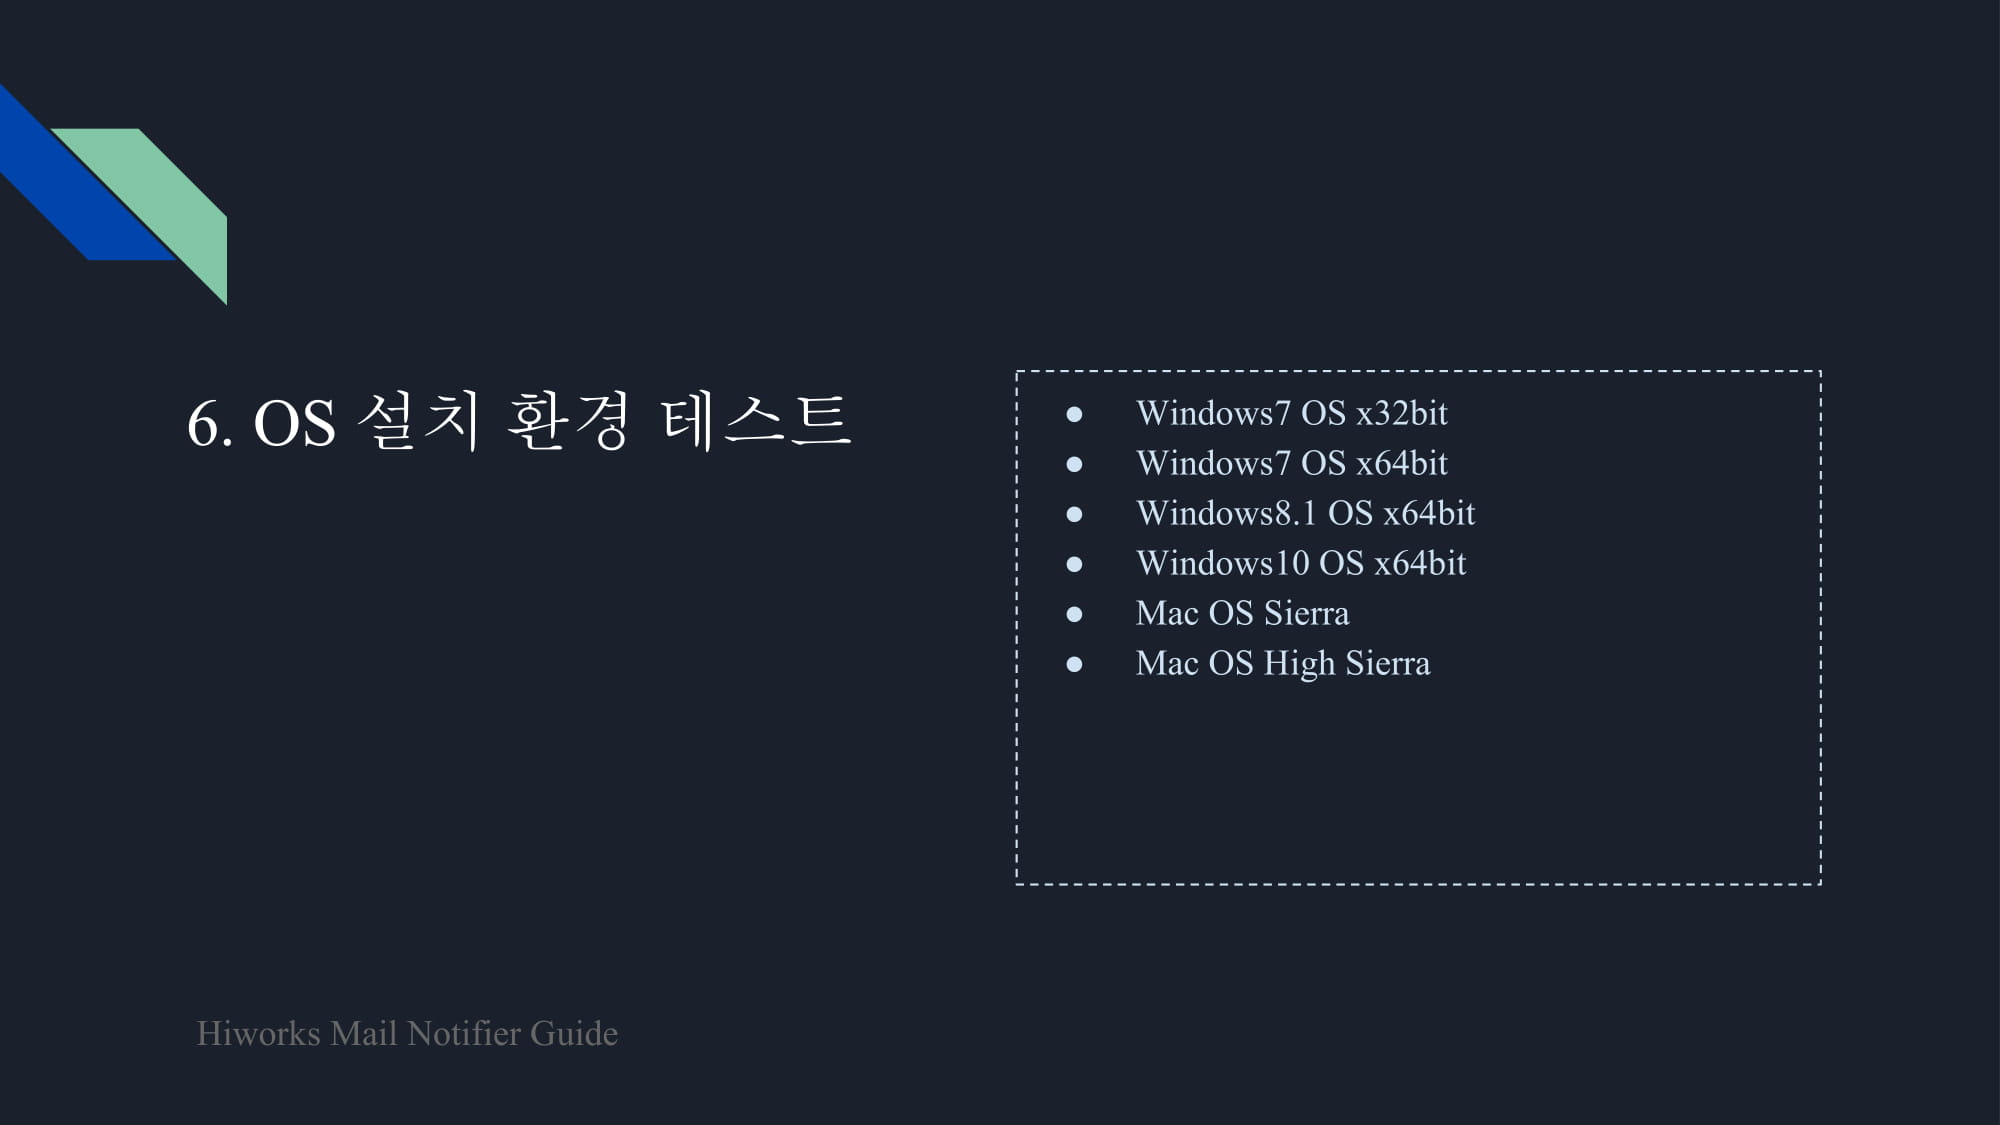 6. OS 설치 환경 테스트
● Windows7 OS x32bit
● Windows7 OS x64bit
● Windows8.1 OS x64bit
● Windows10 OS x64bit
● Mac OS Sierra
● Mac OS High Sierra
Hiworks Mail Notifier Guide